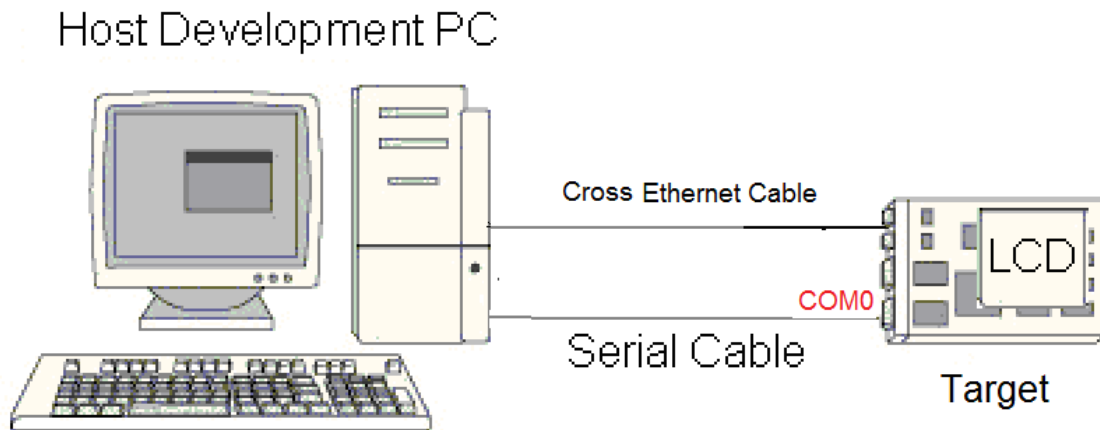 Host Development PC
Cross Ethernet Cable
LCD
COM0
Serial Cable
Target